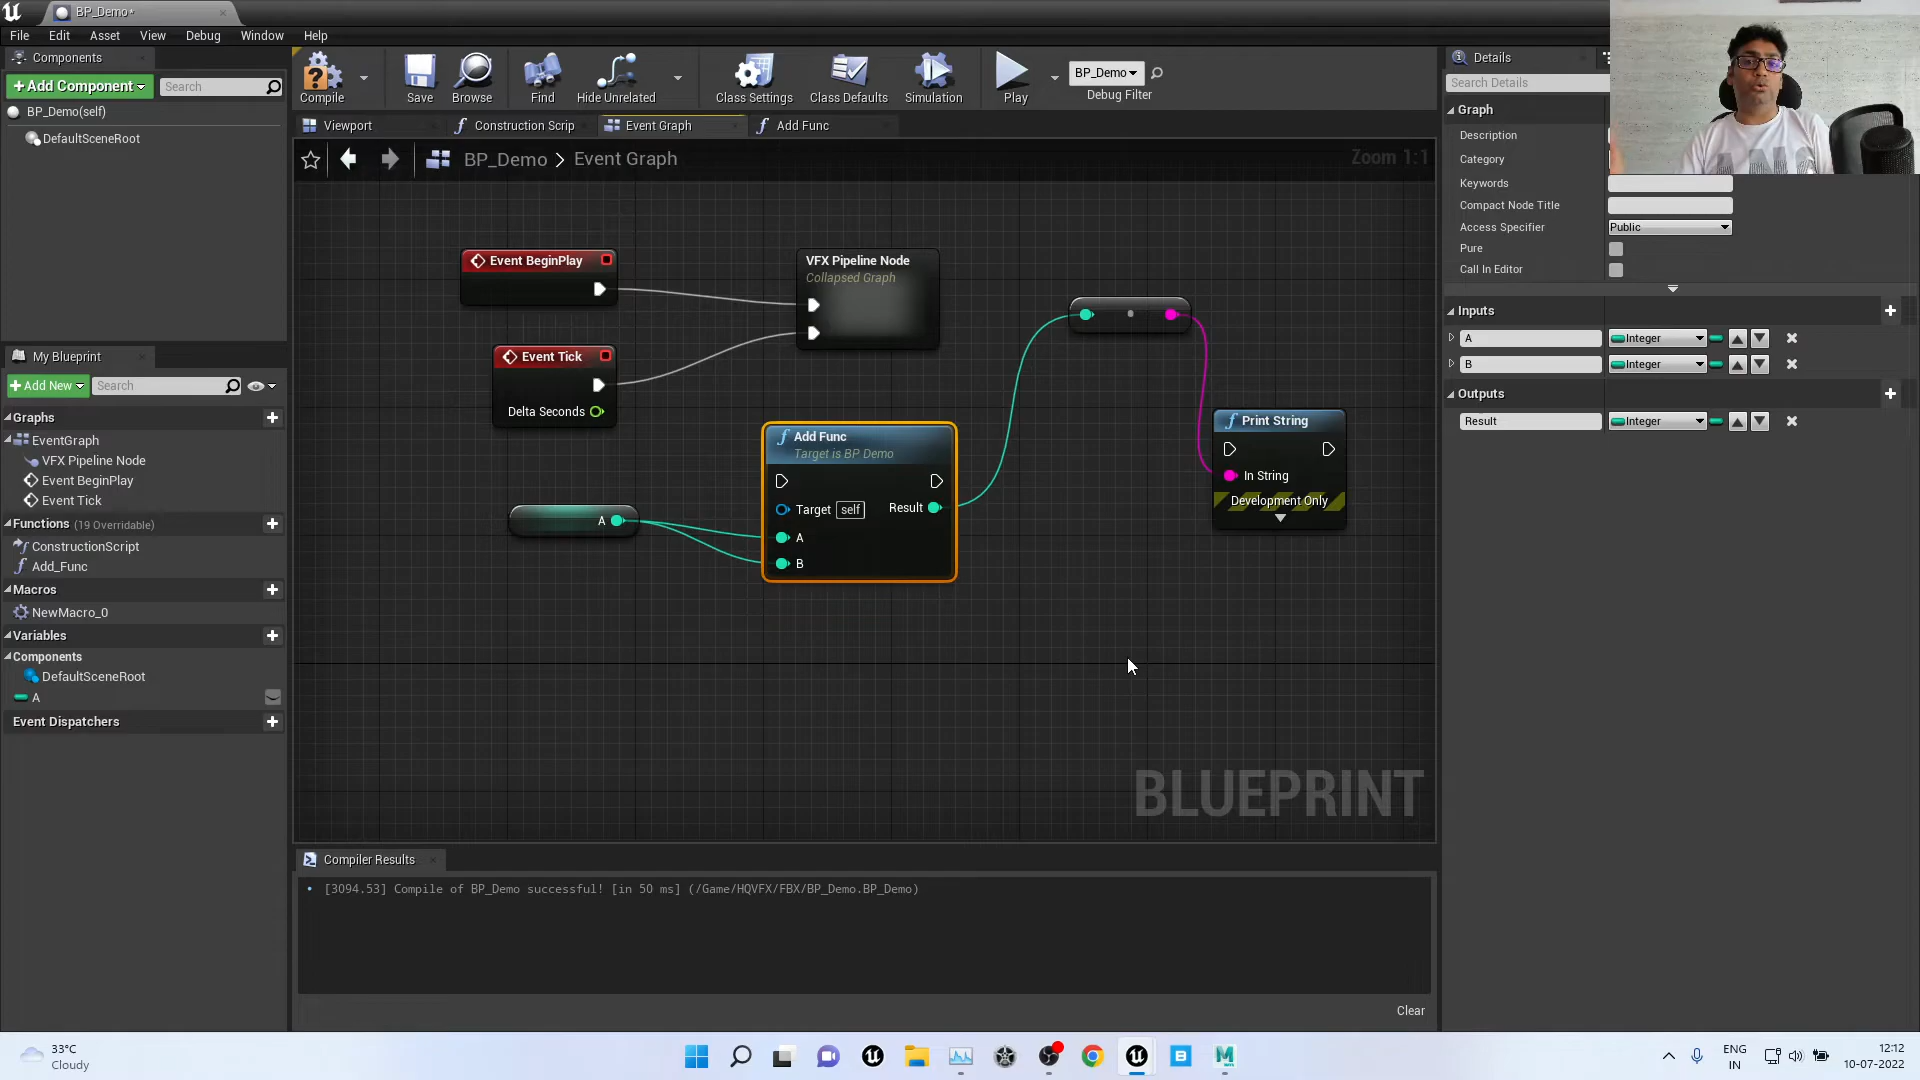 BP_Demo*
File Edit Asset View Debug Window Help
Components
+Add Component
Search
BP_Demo(self)
DefaultSceneRoot
My Blueprint
+Add New
Search
Graphs
EventGraph
VFX Pipeline Node
Event BeginPlay
Event Tick
Functions (19 Overridable)
ConstructionScript
Add_Func
Macros
NewMacro_0
Variables
Components
DefaultSceneRoot
A
Event Dispatchers
Compile
Save
Browse
Find
Hide Unrelated
Class Settings
Class Defaults
Simulation
Play
BP_Demo
Debug Filter
Viewport
Construction Scrip
Event Graph
Add Func
BP_Demo > Event Graph
Zoom 1:1
Event BeginPlay
VFX Pipeline Node
Collapsed Graph
Event Tick
Delta Seconds
Add Func
Target is BP Demo
Target self
Result
A
B
A
Print String
In String
Development Only
BLUEPRINT
Compiler Results
• [3094.53] Compile of BP_Demo successful! [in 50 ms] (/Game/HQVFX/FBX/BP_Demo.BP_Demo)
Clear
Details
Search Details
Graph
Description
Category
Keywords
Compact Node Title
Access Specifier Public
Pure
Call In Editor
Inputs
A Integer
B Integer
Outputs
Result Integer
33°C
Cloudy
ENG
IN
12:12
10-07-2022